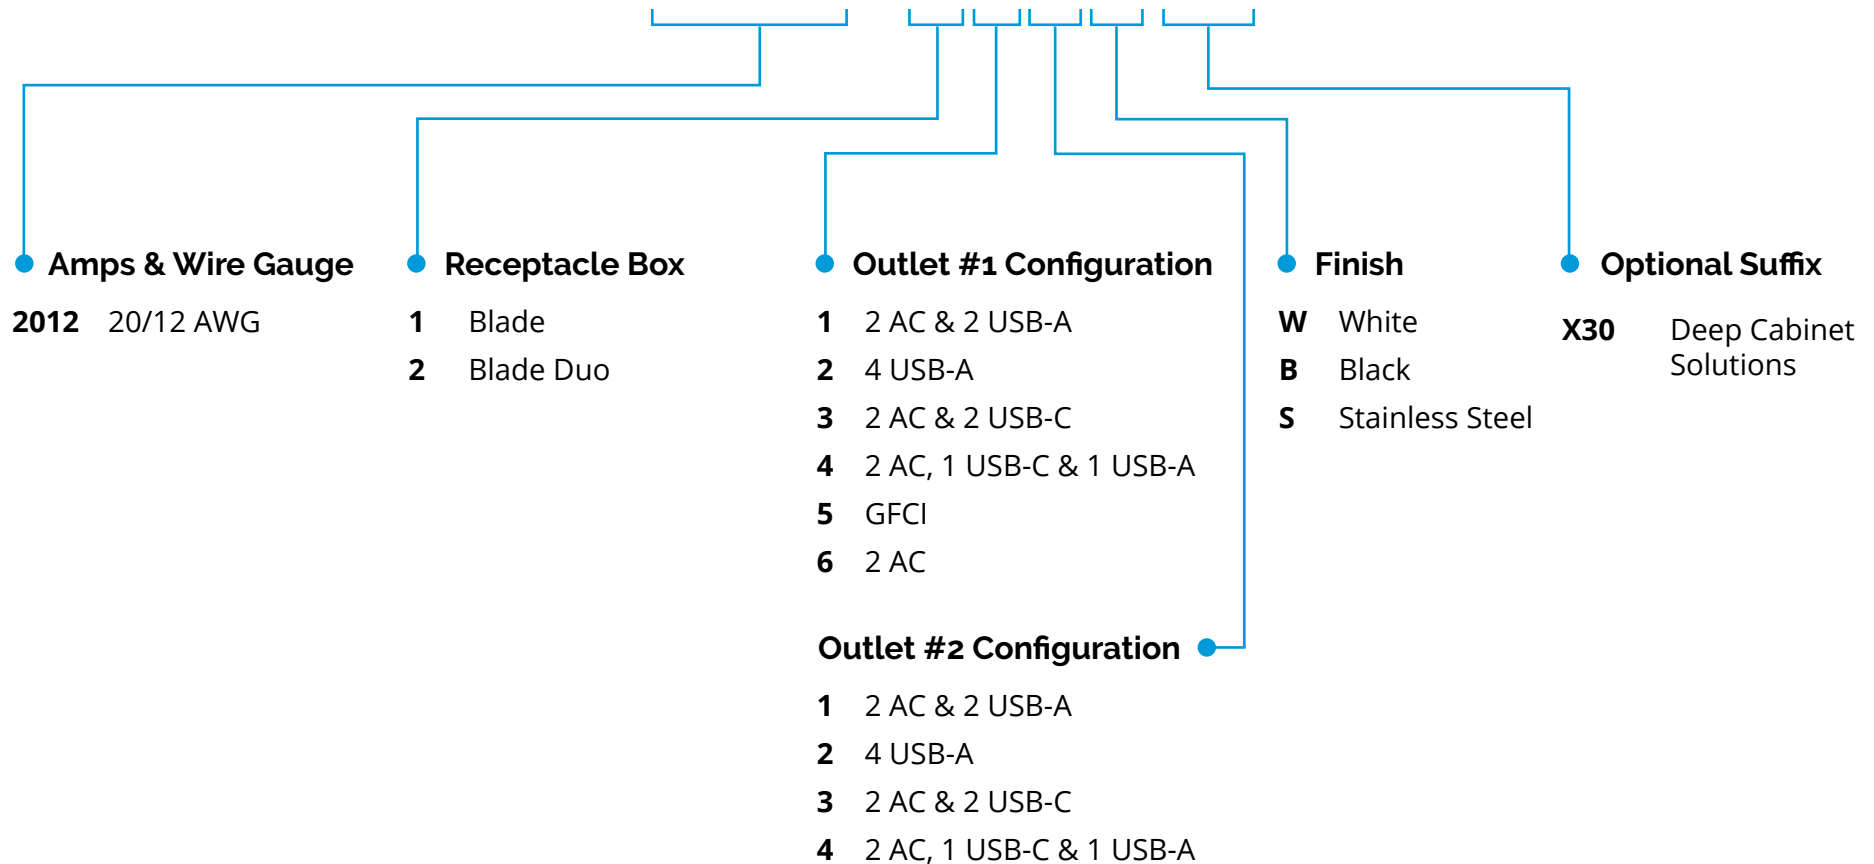 Amps & Wire Gauge
2012 20/12 AWG
Receptacle Box
1 Blade
2 Blade Duo
Outlet #1 Configuration
1 2 AC & 2 USB-A
2 4 USB-A
3 2 AC & 2 USB-C
4 2 AC, 1 USB-C & 1 USB-A
5 GFCI
6 2 AC
Outlet #2 Configuration
1 2 AC & 2 USB-A
2 4 USB-A
3 2 AC & 2 USB-C
4 2 AC, 1 USB-C & 1 USB-A
Finish
W White
B Black
S Stainless Steel
Optional Suffix
X30 Deep Cabinet
Solutions